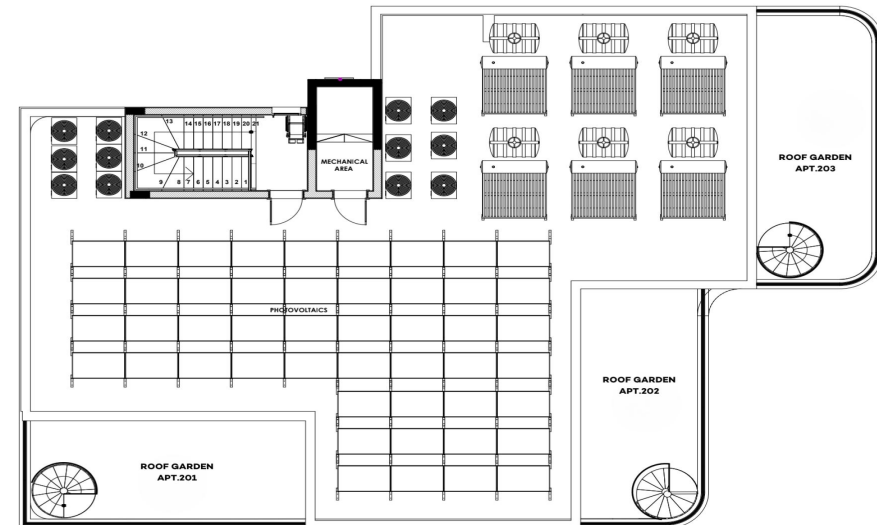 13 14 15 16 17 18 19 20 21
12
11
10
9 8 7 6 5 4 3 2 1
MECHANICAL
AREA
ROOF GARDEN
APT.203
PHOTOVOLTAICS
ROOF GARDEN
APT.202
ROOF GARDEN
APT.201